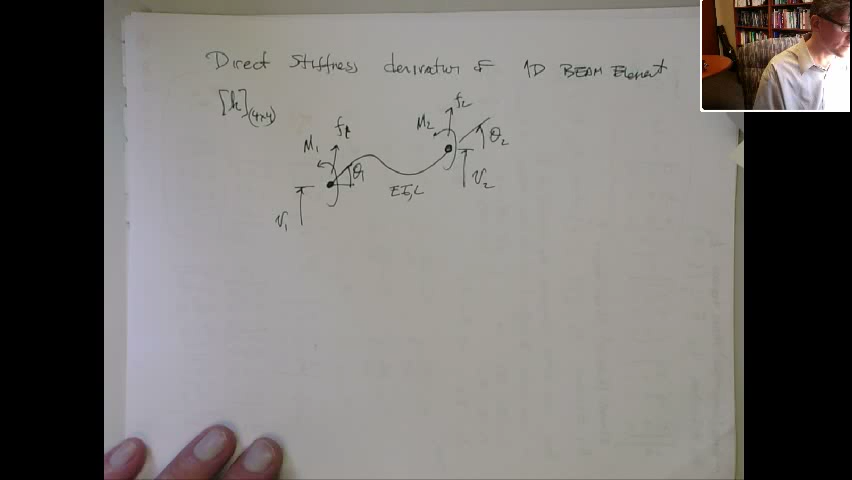 Direct Stiffness derivation of 1D BEAM Element
[k](4x4)
M1 f1 θ1 v1
EI, L
M2 f2 θ2 v2